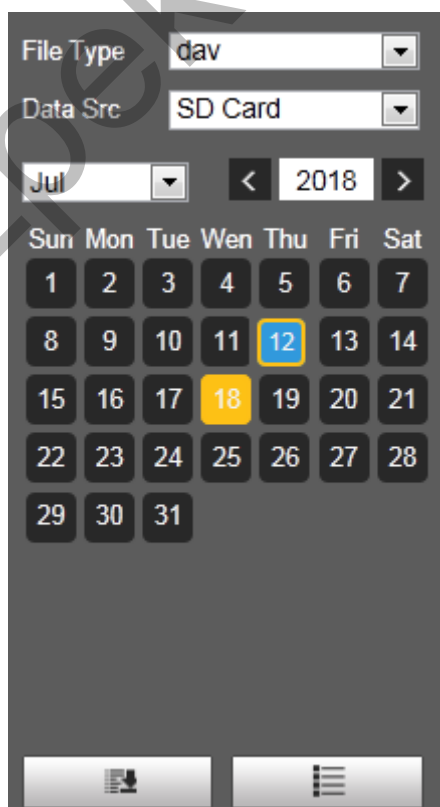 File Type dav
Data Src SD Card
Jul 2018
Sun Mon Tue Wen Thu Fri Sat
1 2 3 4 5 6 7
8 9 10 11 12 13 14
15 16 17 18 19 20 21
22 23 24 25 26 27 28
29 30 31